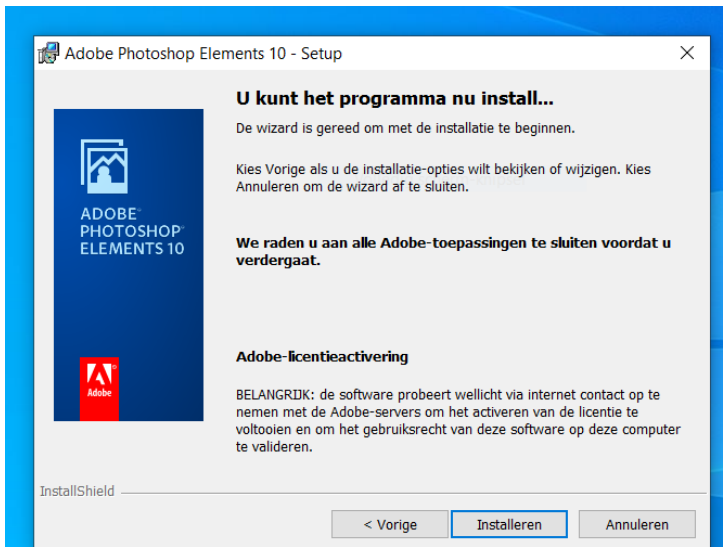 Adobe Photoshop Elements 10 - Setup
U kunt het programma nu install...
De wizard is gereed om met de installatie te beginnen.
Kies Vorige als u de installatie-opties wilt bekijken of wijzigen. Kies
Annuleren om de wizard af te sluiten.
We raden u aan alle Adobe-toepassingen te sluiten voordat u
verdergaat.
ADOBE®
PHOTOSHOP®
ELEMENTS 10
Adobe
Adobe-licentieactivering
BELANGRIJK: de software probeert wellicht via internet contact op te
nemen met de Adobe-servers om het activeren van de licentie te
voltooien en om het gebruiksrecht van deze software op deze computer
te valideren.
InstallShield
< Vorige
Installeren
Annuleren